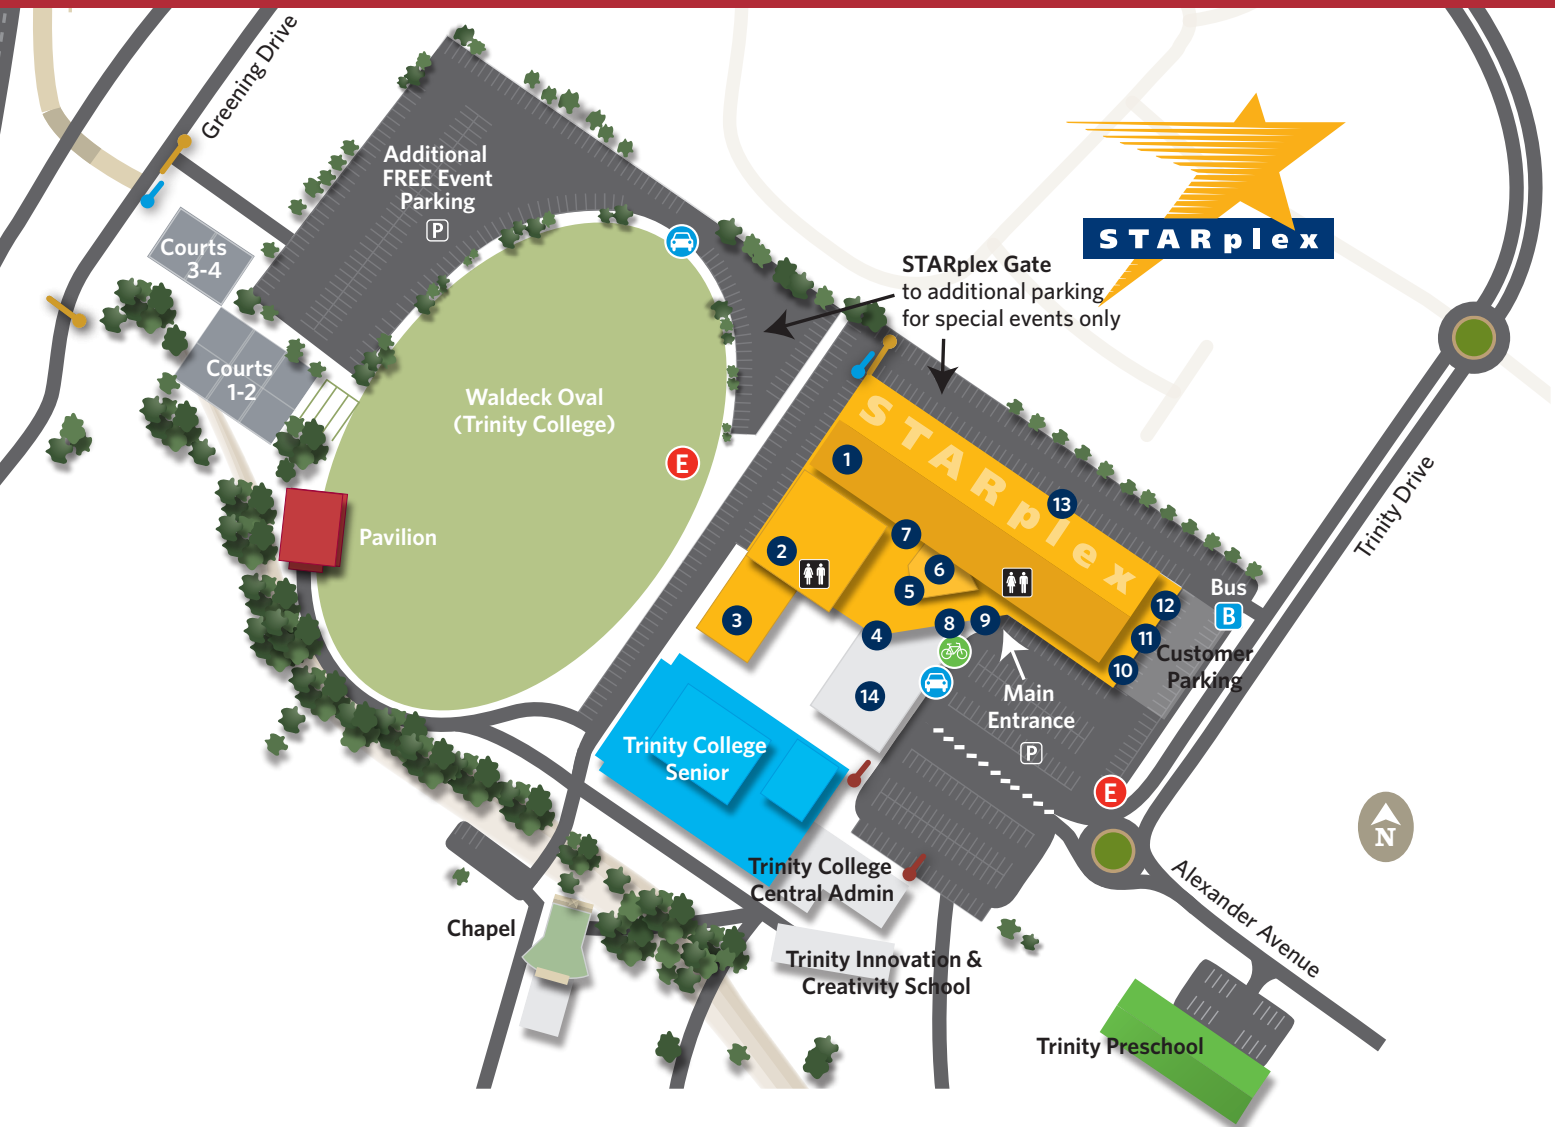 Greening Drive
Additional
FREE Event
Parking
P
Courts
3-4
Courts
1-2
STARplex
STARplex Gate
to additional parking
for special events only
Waldeck Oval
(Trinity College)
E
Pavilion
STARplex
1
13
7
2
6
5
3
4
8
9
12
11
10
14
Bus
B
Customer
Parking
Main
Entrance
P
Trinity Drive
E
N
Trinity College
Senior
Trinity College
Central Admin
Alexander Avenue
Chapel
Trinity Innovation &
Creativity School
Trinity Preschool